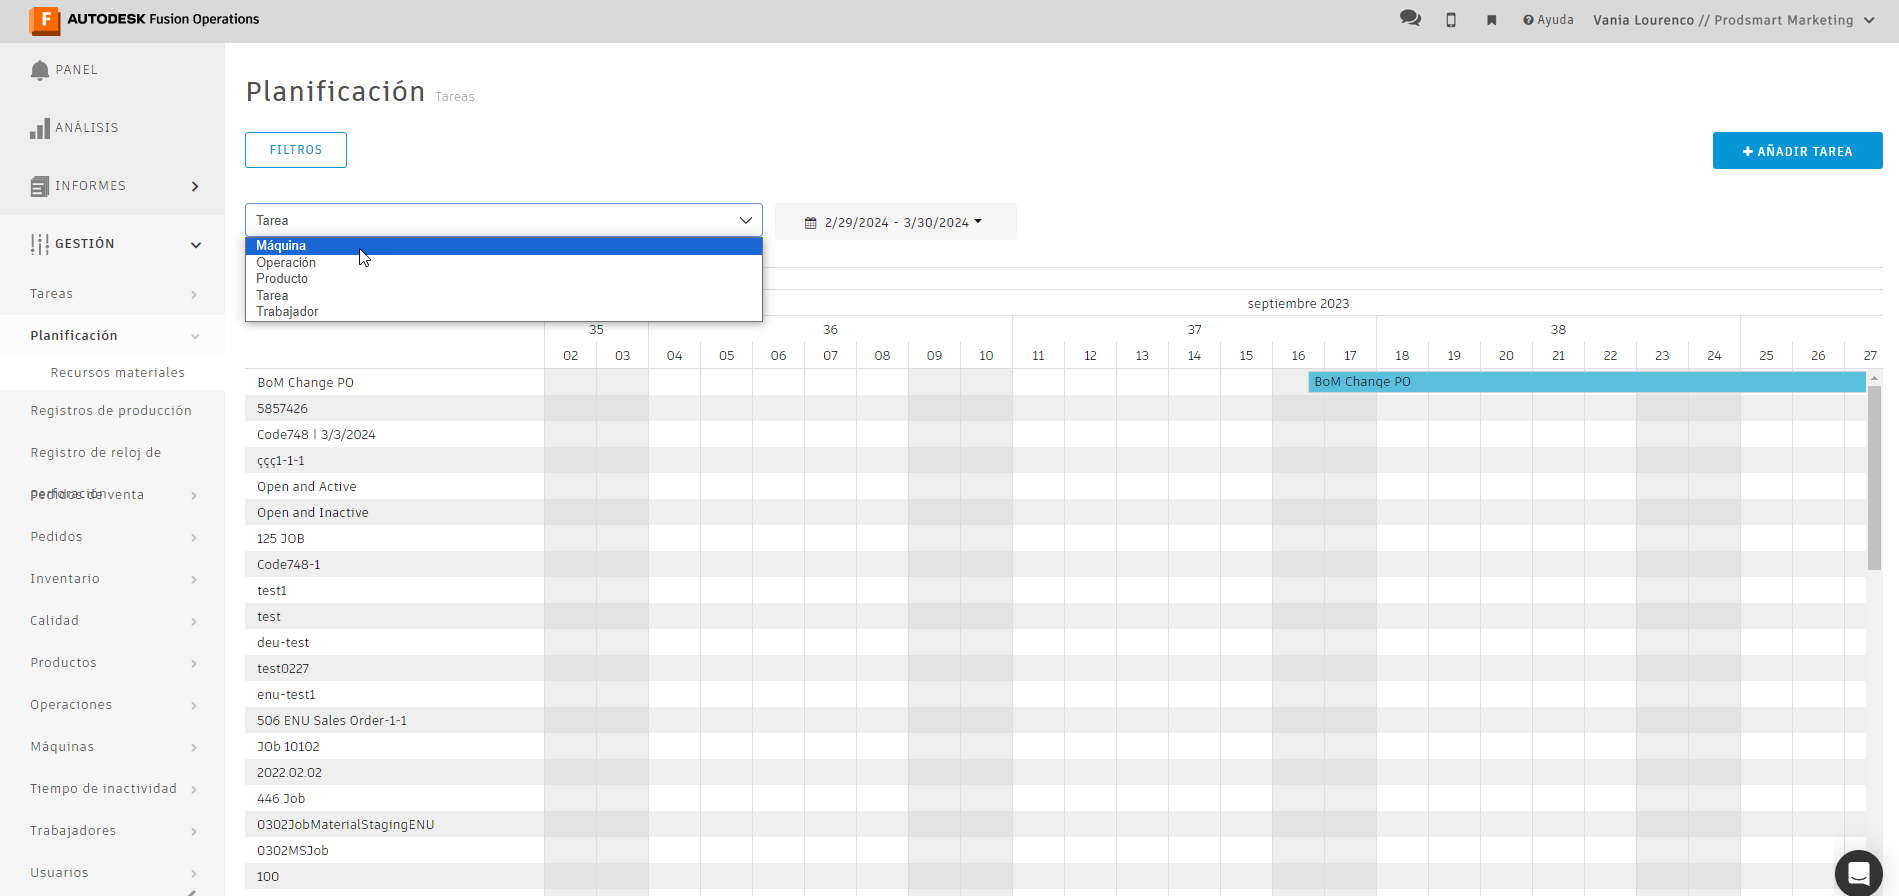 AUTODESK Fusion Operations
Ayuda
Vania Lourenco // Prodsmart Marketing
PANEL
ANÁLISIS
INFORMES
GESTIÓN
Tareas
Planificación
Recursos materiales
Registros de producción
Registro de reloj de
perforación
Pedidos de venta
Pedidos
Inventario
Calidad
Productos
Operaciones
Máquinas
Tiempo de inactividad
Trabajadores
Usuarios
Planificación Tareas
FILTROS
AÑADIR TAREA
Tarea
2/29/2024 - 3/30/2024
Máquina
Operación
Producto
Tarea
Trabajador
septiembre 2023
35 36 37 38
02 03 04 05 06 07 08 09 10 11 12 13 14 15 16 17 18 19 20 21 22 23 24 25 26 27
BoM Change PO BoM Change PO
5857426
Code748 | 3/3/2024
ççç1-1-1
Open and Active
Open and Inactive
125 JOB
Code748-1
test1
test
deu-test
test0227
enu-test1
506 ENU Sales Order-1-1
JOb 10102
2022.02.02
446 Job
0302JobMaterialStagingENU
0302MSJob
100